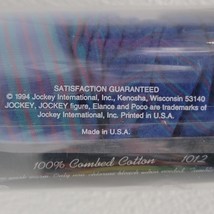 SATISFACTION GUARANTEED
© 1994 Jockey International, Inc., Kenosha, Wisconsin 53140
JOCKEY, JOCKEY figure, Elance and Poco are trademarks of
Jockey International, Inc. Printed in U.S.A.
Made in U.S.A.
100% Combed Cotton 1012